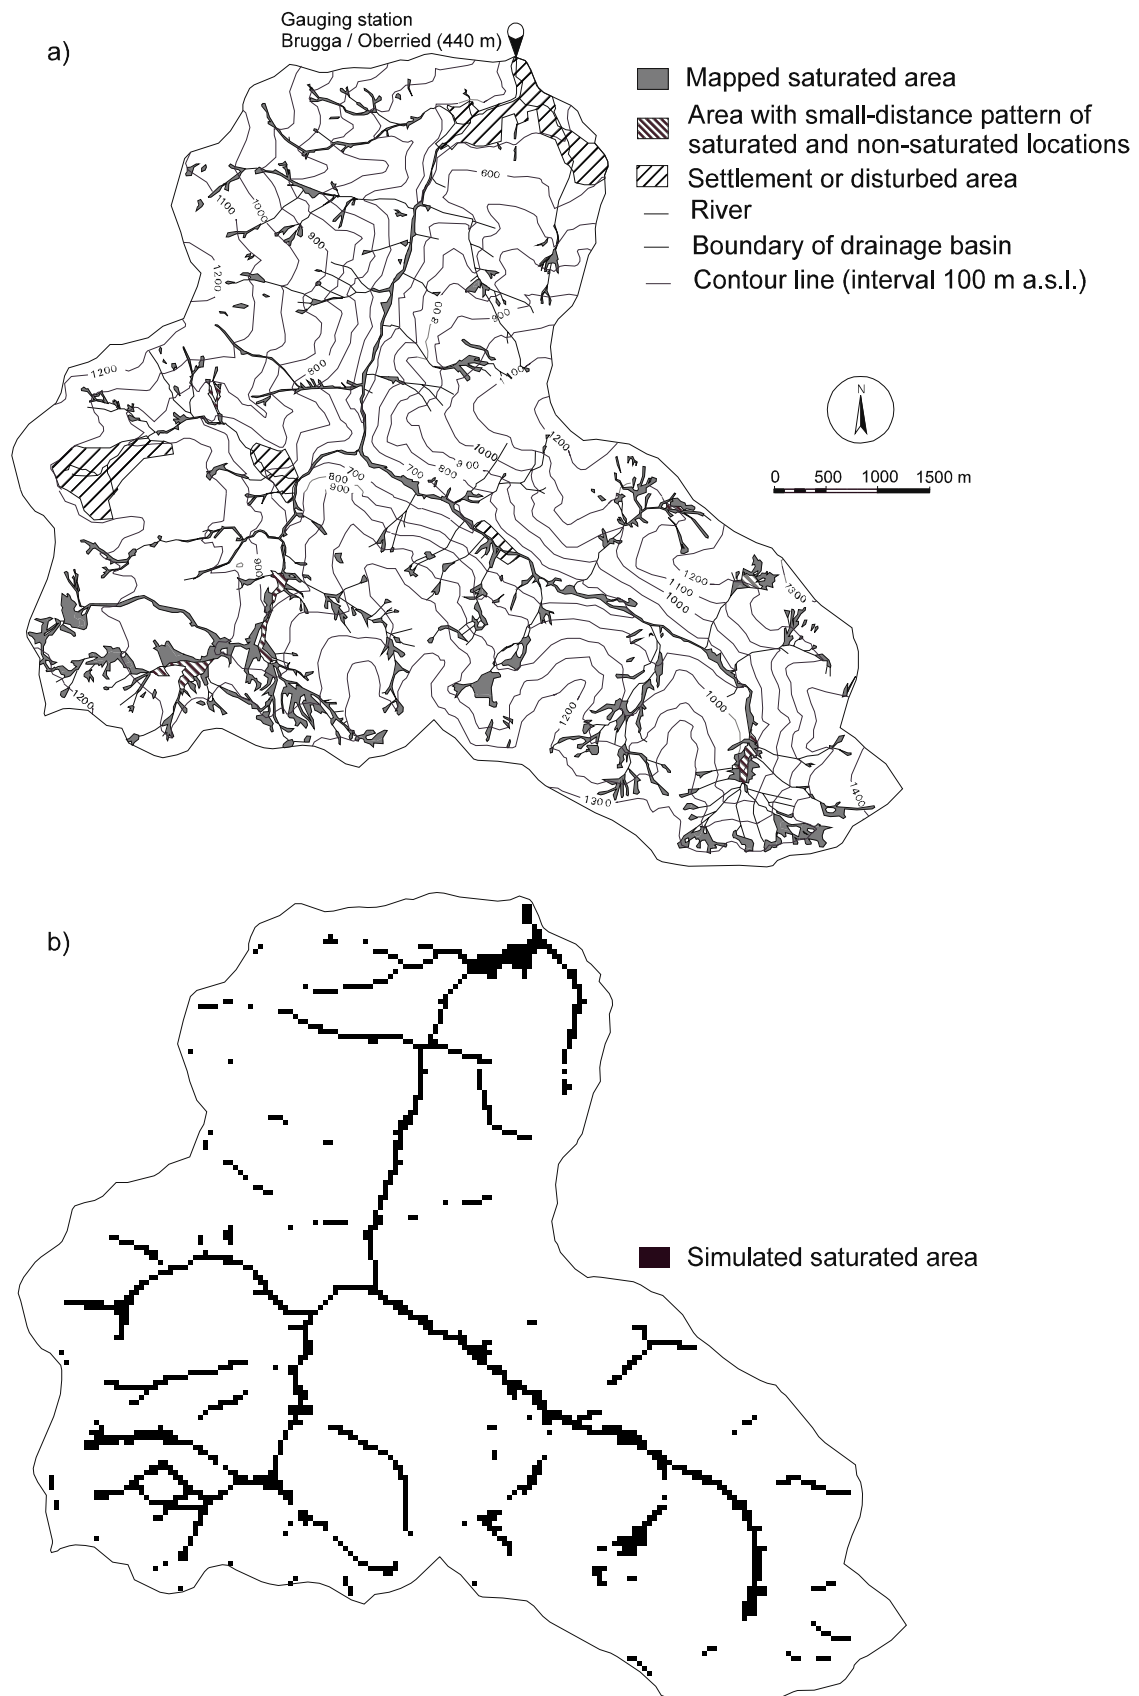 Gauging station
Brugga / Oberried (440 m)
a)
Mapped saturated area
Area with small-distance pattern of
saturated and non-saturated locations
Settlement or disturbed area
River
Boundary of drainage basin
Contour line (interval 100 m a.s.l.)
600
1100
1000
900
1200
800
900
800
1200
1200
1000
900
800
700
700
800
900
N
0 500 1000 1500 m
1200
1100
1000
1300
1200
1200
1000
1300
1400
b)
Simulated saturated area